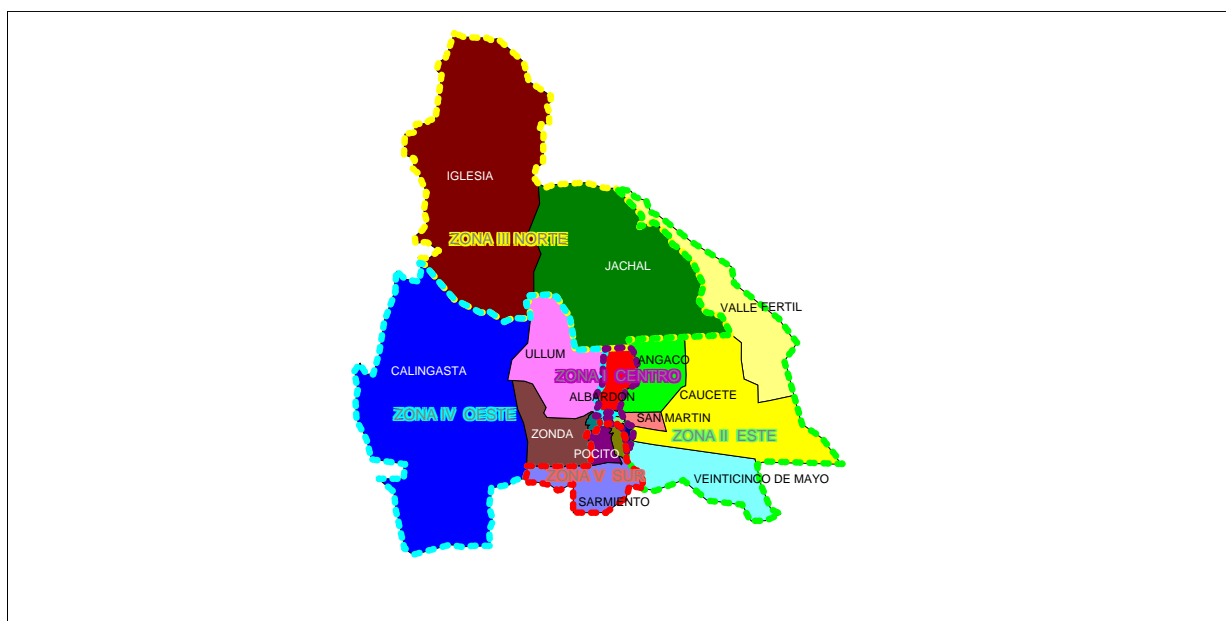 IGLESIA
ZONA III NORTE
JACHAL
VALLE FERTIL
ULLUM
ANGACO
CALINGASTA
ZONA I  CENTRO
ALBARDON
CAUCETE
ZONA IV  OESTE
SAN MARTIN
ZONDA
ZONA II  ESTE
POCITO
ZONA V  SUR
VEINTICINCO DE MAYO
SARMIENTO